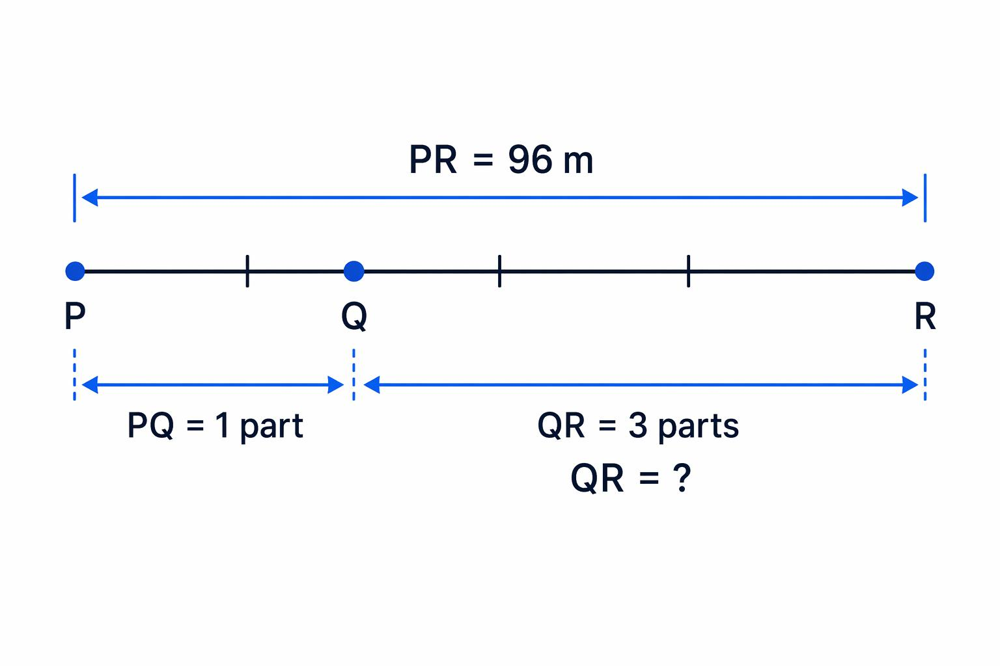 PR = 96 m
P
Q
R
PQ = 1 part
QR = 3 parts
QR = ?